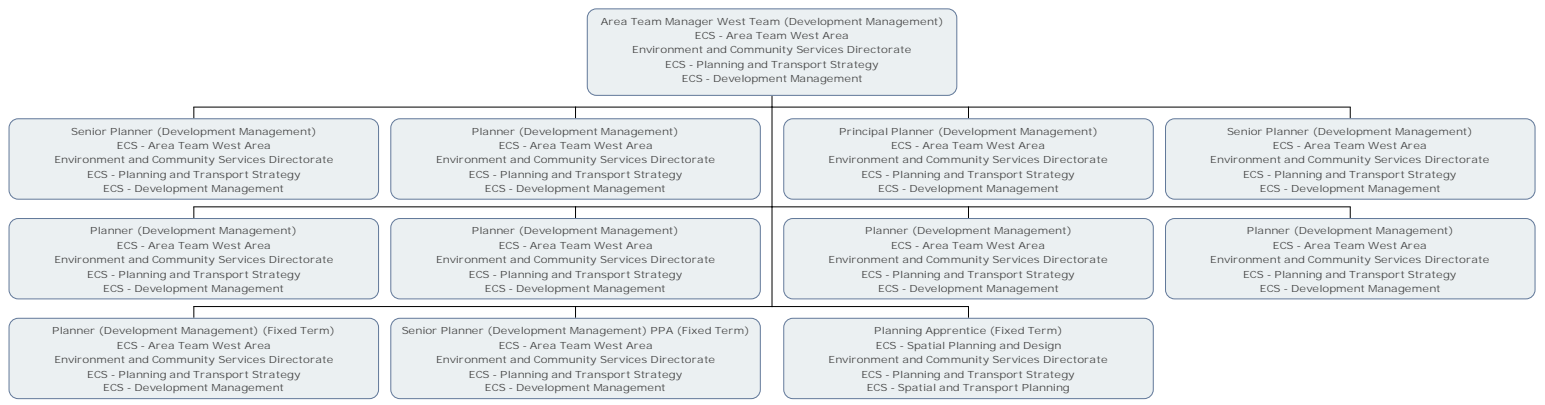 Area Team Manager West Team (Development Management)
ECS - Area Team West Area
Environment and Community Services Directorate
ECS - Planning and Transport Strategy
ECS - Development Management
Senior Planner (Development Management)
ECS - Area Team West Area
Environment and Community Services Directorate
ECS - Planning and Transport Strategy
ECS - Development Management
Planner (Development Management)
ECS - Area Team West Area
Environment and Community Services Directorate
ECS - Planning and Transport Strategy
ECS - Development Management
Principal Planner (Development Management)
ECS - Area Team West Area
Environment and Community Services Directorate
ECS - Planning and Transport Strategy
ECS - Development Management
Senior Planner (Development Management)
ECS - Area Team West Area
Environment and Community Services Directorate
ECS - Planning and Transport Strategy
ECS - Development Management
Planner (Development Management)
ECS - Area Team West Area
Environment and Community Services Directorate
ECS - Planning and Transport Strategy
ECS - Development Management
Planner (Development Management)
ECS - Area Team West Area
Environment and Community Services Directorate
ECS - Planning and Transport Strategy
ECS - Development Management
Planner (Development Management)
ECS - Area Team West Area
Environment and Community Services Directorate
ECS - Planning and Transport Strategy
ECS - Development Management
Planner (Development Management)
ECS - Area Team West Area
Environment and Community Services Directorate
ECS - Planning and Transport Strategy
ECS - Development Management
Planner (Development Management) (Fixed Term)
ECS - Area Team West Area
Environment and Community Services Directorate
ECS - Planning and Transport Strategy
ECS - Development Management
Senior Planner (Development Management) PPA (Fixed Term)
ECS - Area Team West Area
Environment and Community Services Directorate
ECS - Planning and Transport Strategy
ECS - Development Management
Planning Apprentice (Fixed Term)
ECS - Spatial Planning and Design
Environment and Community Services Directorate
ECS - Planning and Transport Strategy
ECS - Spatial and Transport Planning